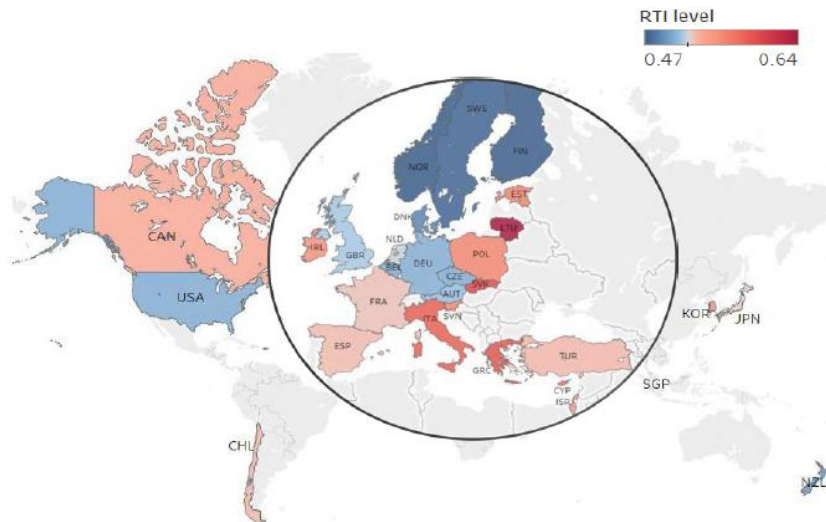 RTI level
0.47 0.64
SWE
NOR
FIN
EST
DNK
LTU
CAN
IRL
NLD
GBR
DEU
POL
BEL
CZE
SVK
USA
AUT
FRA
ITA
SVN
KOR
JPN
ESP
TUR
GRC
CYP
SGP
ISR
CHL
NZL